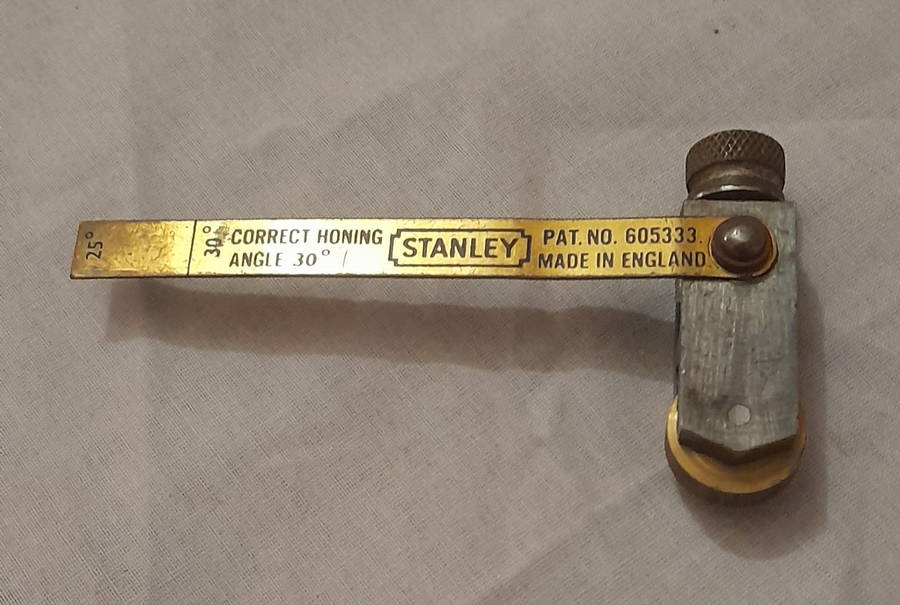 25°
30°
CORRECT HONING
ANGLE 30°
STANLEY
PAT. NO. 605333.
MADE IN ENGLAND